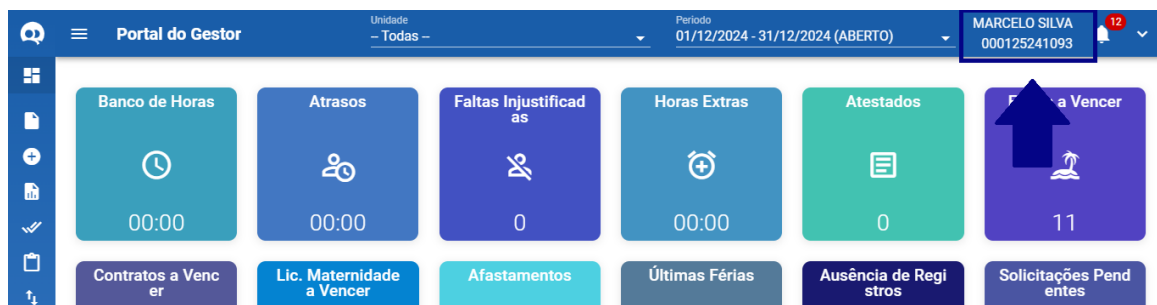 Portal do Gestor
Unidade
-- Todas --
Período
01/12/2024 - 31/12/2024 (ABERTO)
MARCELO SILVA
000125241093
12
Banco de Horas
00:00
Atrasos
00:00
Faltas Injustificad
as
0
Horas Extras
00:00
Atestados
0
a Vencer
11
Contratos a Venc
er
Lic. Maternidade
a Vencer
Afastamentos
Últimas Férias
Ausência de Regi
stros
Solicitações Pend
entes